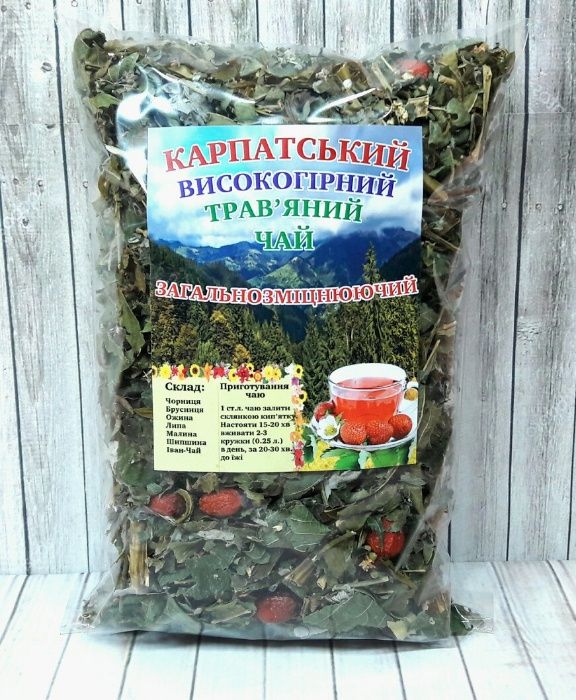 КАРПАТСЬКИЙ
ВИСОКОГІРНИЙ
ТРАВ'ЯНИЙ
ЧАЙ
ЗАГАЛЬНОЗМІЦНЮЮЧИЙ
Склад:
Чорниця
Брусниця
Ожина
Липа
Малина
Шипшина
Іван-Чай
Приготування
чаю
1 ст.л. чаю залити
склянкою кип'ятку
Настояти 15-20 хв
вживати 2-3
кружки (0.25 л.)
в день, за 20-30 хв.
до їжі